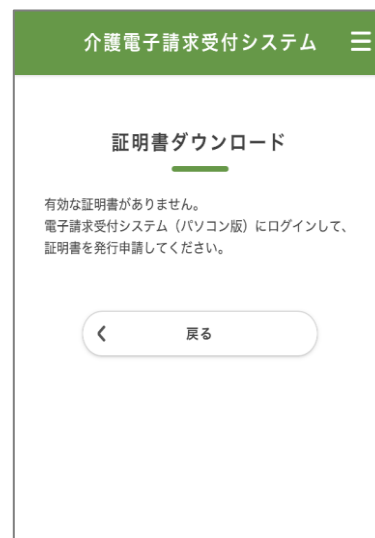 介護電子請求受付システム
証明書ダウンロード
有効な証明書がありません。
電子請求受付システム（パソコン版）にログインして、
証明書を発行申請してください。
戻る